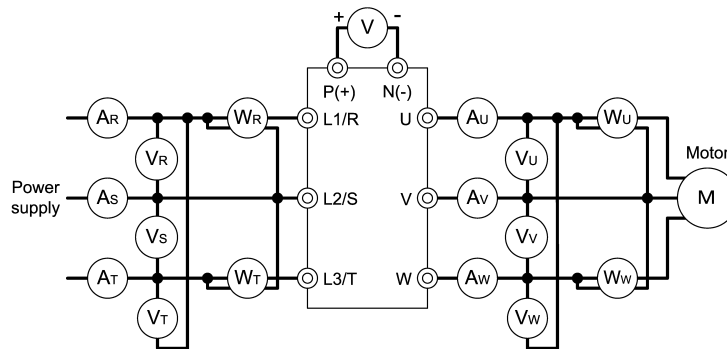 + V -
P(+) N(-)
AR WR L1/R U AU WU
Motor
VR VU
Power
supply
AS L2/S V AV M
VS VV
AT WT L3/T W AW WW
VT VW